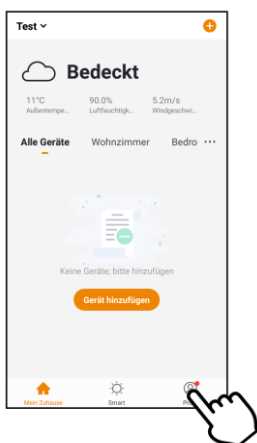 Test
Bedeckt
11°C 90.0% 5.2m/s
Außentempe... Luftfeuchtigk... Windgeschwi...
Alle Geräte Wohnzimmer Bedro ...
Keine Geräte, bitte hinzufügen
Gerät hinzufügen
Mein Zuhause Smart